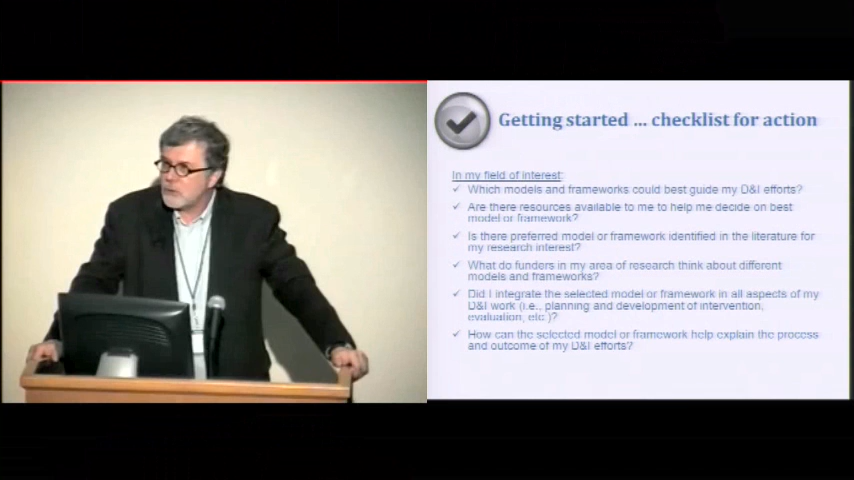 Getting started ... checklist for action
In my field of interest:
Which models and frameworks could best guide my D&I efforts?
Are there resources available to me to help me decide on best
model or framework?
Is there preferred model or framework identified in the literature for
my research interest?
What do funders in my area of research think about different
models and frameworks?
Did I integrate the selected model or framework in all aspects of my
D&I work (i.e., planning and development of intervention,
evaluation, etc.)?
How can the selected model or framework help explain the process
and outcome of my D&I efforts?